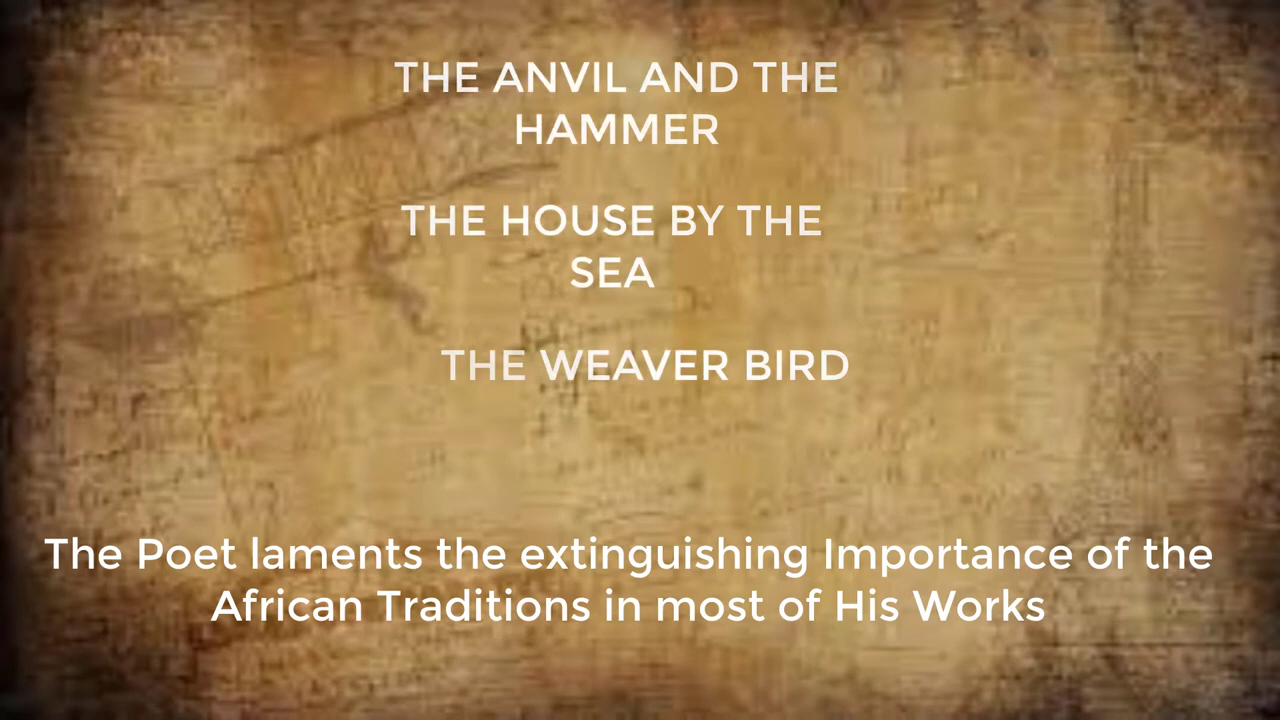 THE ANVIL AND THE
HAMMER
THE HOUSE BY THE
SEA
THE WEAVER BIRD
The Poet laments the extinguishing Importance of the
African Traditions in most of His Works